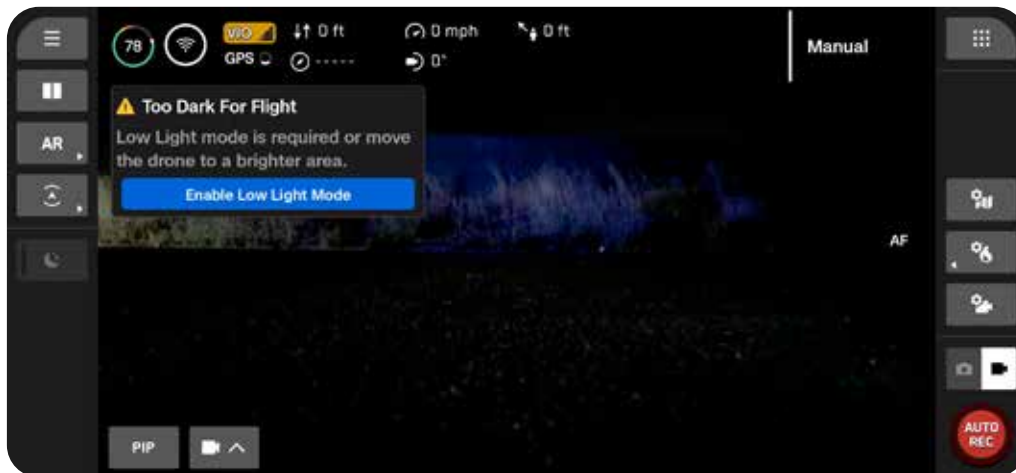 78
VIO
0 ft
0 mph
0 ft
GPS
-----
0°
Manual
Too Dark For Flight
Low Light mode is required or move
the drone to a brighter area.
Enable Low Light Mode
AR
AF
PIP
AUTO
REC